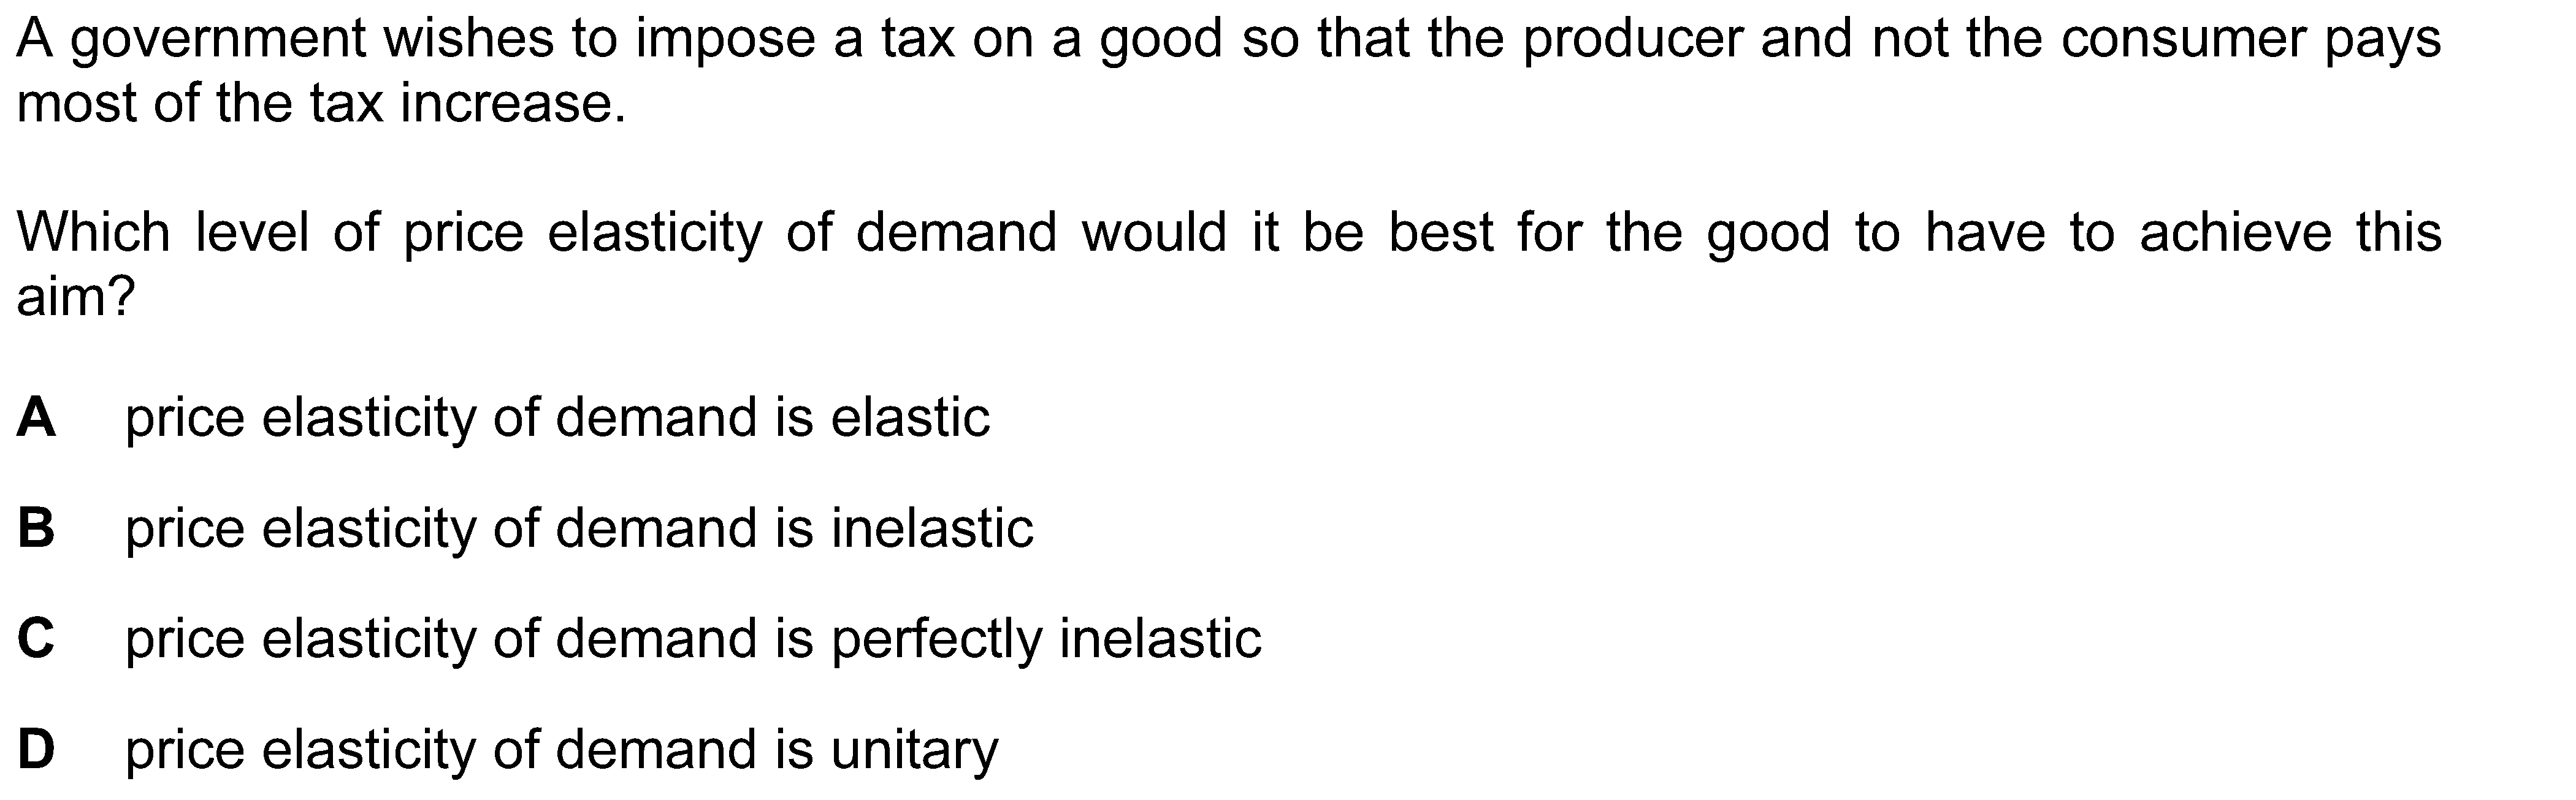 A government wishes to impose a tax on a good so that the producer and not the consumer pays
most of the tax increase.
Which level of price elasticity of demand would it be best for the good to have to achieve this
aim?
A price elasticity of demand is elastic
B price elasticity of demand is inelastic
C price elasticity of demand is perfectly inelastic
D price elasticity of demand is unitary